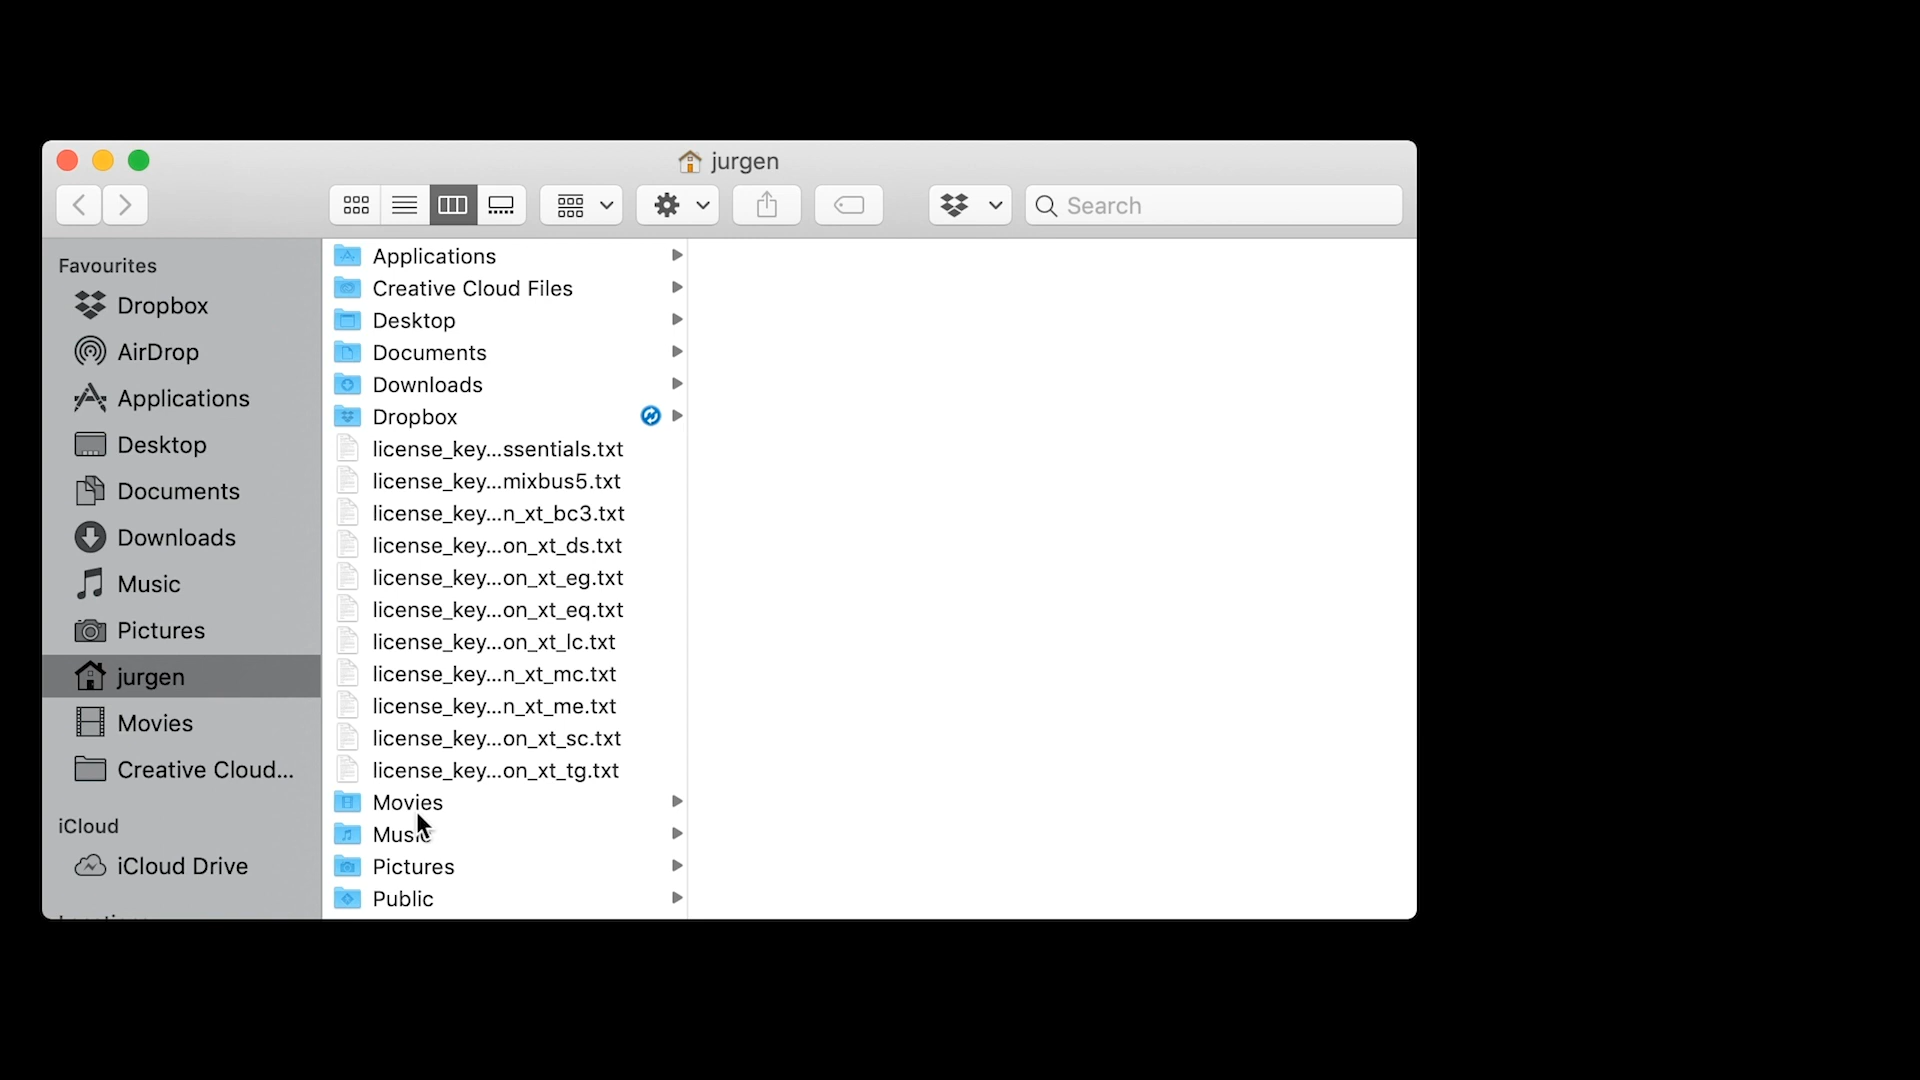 jurgen
Search
Favourites
Dropbox
AirDrop
Applications
Desktop
Documents
Downloads
Music
Pictures
jurgen
Movies
Creative Cloud...
iCloud
iCloud Drive
Applications
Creative Cloud Files
Desktop
Documents
Downloads
Dropbox
license_key...ssentials.txt
license_key...mixbus5.txt
license_key...n_xt_bc3.txt
license_key...on_xt_ds.txt
license_key...on_xt_eg.txt
license_key...on_xt_eq.txt
license_key...on_xt_lc.txt
license_key...n_xt_mc.txt
license_key...n_xt_me.txt
license_key...on_xt_sc.txt
license_key...on_xt_tg.txt
Movies
Music
Pictures
Public